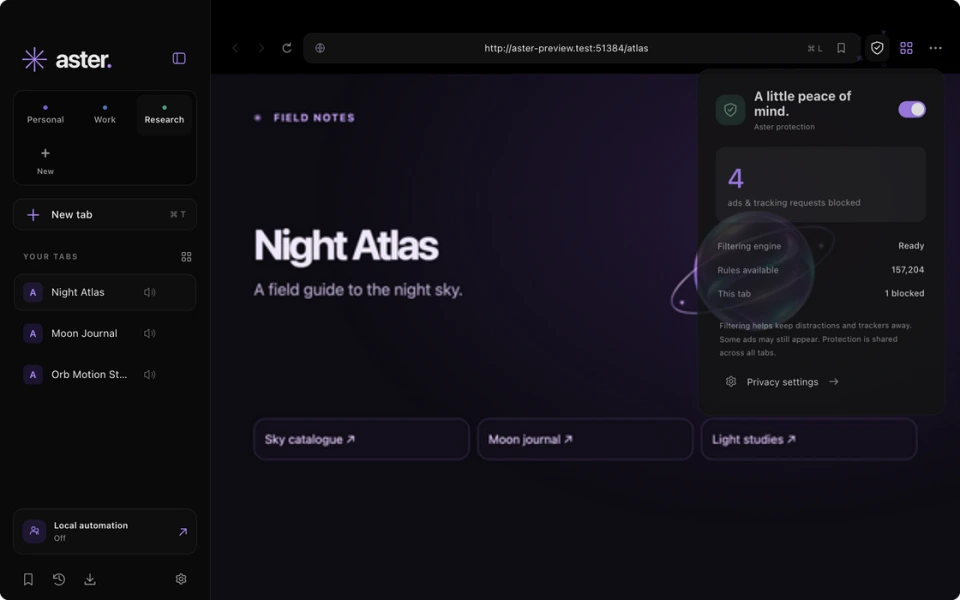 aster.
Personal
Work
Research
New
New tab
⌘ T
YOUR TABS
A Night Atlas
A Moon Journal
A Orb Motion St...
Local automation
Off
http://aster-preview.test:51384/atlas
⌘ L
FIELD NOTES
Night Atlas
A field guide to the night sky.
Sky catalogue ↗
Moon journal ↗
Light studies ↗
A little peace of
mind.
Aster protection
4
ads & tracking requests blocked
Filtering engine Ready
Rules available 157,204
This tab 1 blocked
Filtering helps keep distractions and trackers away.
Some ads may still appear. Protection is shared
across all tabs.
Privacy settings →